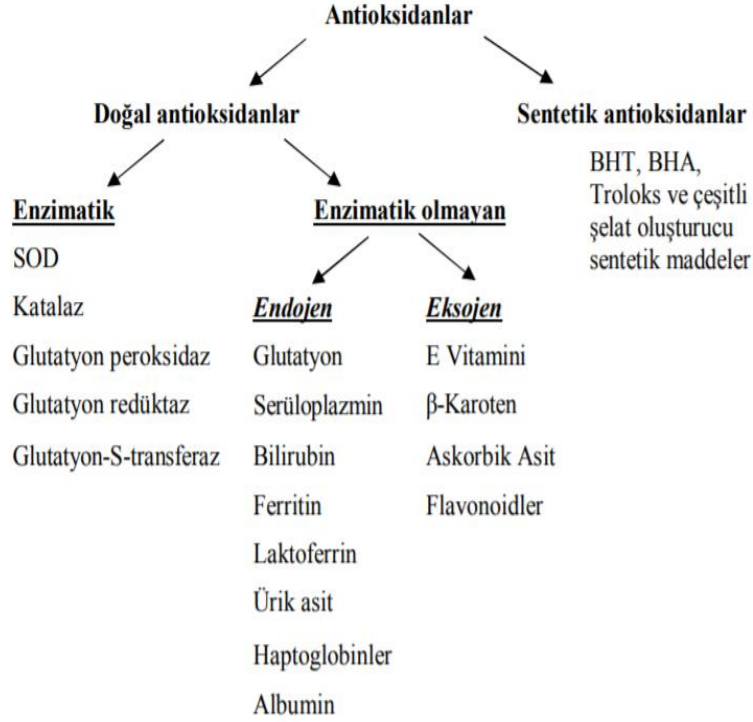 Antioksidanlar
Doğal antioksidanlar
Sentetik antioksidanlar
BHT, BHA,
Troloks ve çeşitli
şelat oluşturucu
sentetik maddeler
Enzimatik
SOD
Katalaz
Glutatyon peroksidaz
Glutatyon redüktaz
Glutatyon-S-transferaz
Enzimatik olmayan
Endojen
Glutatyon
Serüloplazmin
Bilirubin
Ferritin
Laktoferrin
Ürik asit
Haptoglobinler
Albumin
Eksojen
E Vitamini
β-Karoten
Askorbik Asit
Flavonoidler